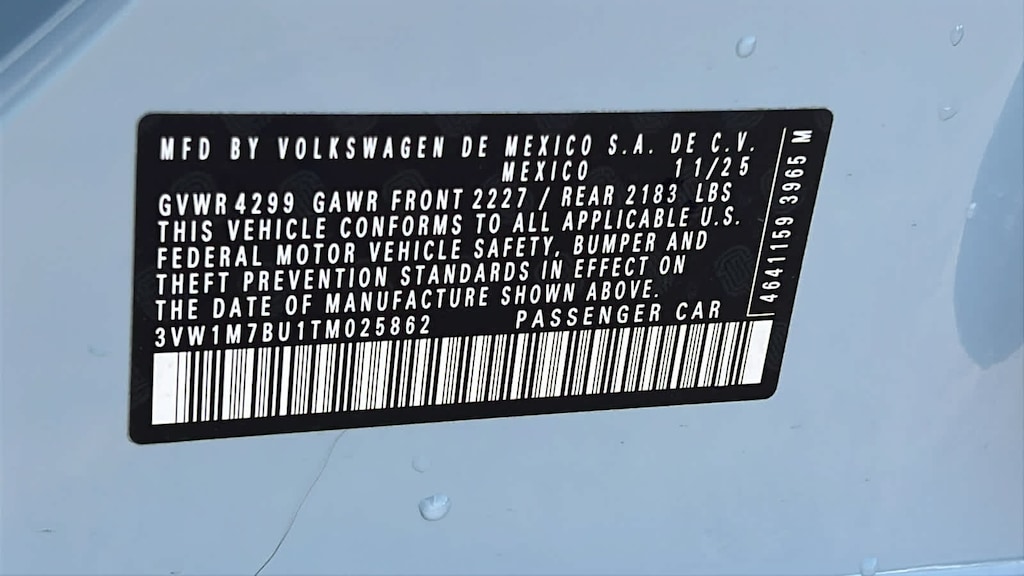 MFD BY VOLKSWAGEN DE MEXICO S.A. DE C.V.
MEXICO 11/25
GVWR 4299 GAWR FRONT 2227 / REAR 2183 LBS
THIS VEHICLE CONFORMS TO ALL APPLICABLE U.S.
FEDERAL MOTOR VEHICLE SAFETY, BUMPER AND
THEFT PREVENTION STANDARDS IN EFFECT ON
THE DATE OF MANUFACTURE SHOWN ABOVE.
3VW1M7BU1TM025862 PASSENGER CAR
4641159 3965 M